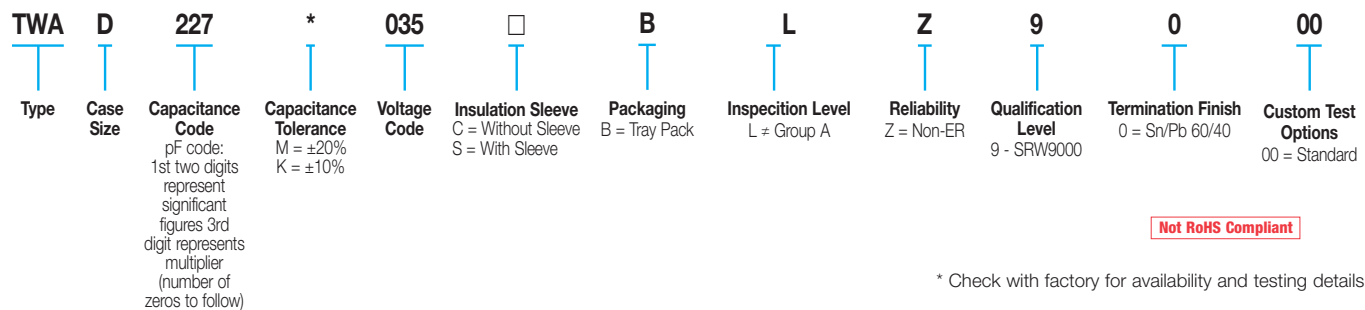 TWA D 227 * 035 □ B L Z 9 0 00
Type
Case
Size
Capacitance
Code
pF code:
1st two digits
represent
significant
figures 3rd
digit represents
multiplier
(number of
zeros to follow)
Capacitance
Tolerance
M = ±20%
K = ±10%
Voltage
Code
Insulation Sleeve
C = Without Sleeve
S = With Sleeve
Packaging
B = Tray Pack
Inspecition Level
L ≠ Group A
Reliability
Z = Non-ER
Qualification
Level
9 - SRW9000
Termination Finish
0 = Sn/Pb 60/40
Custom Test
Options
00 = Standard
Not RoHS Compliant
* Check with factory for availability and testing details